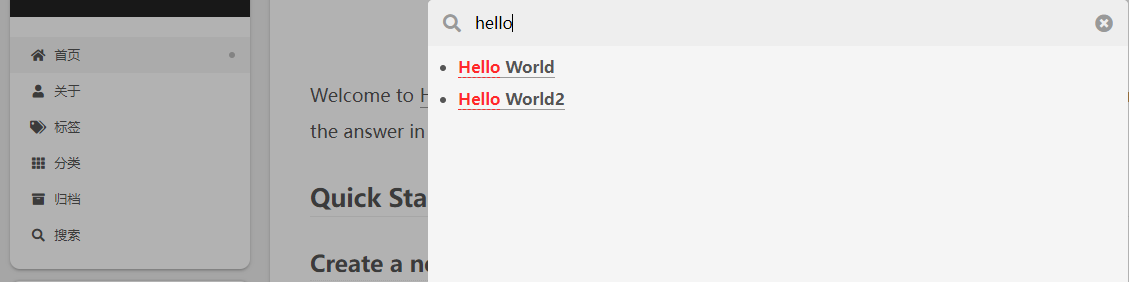 首页
关于
标签
分类
归档
搜索
Welcome to
the answer in
Quick Sta
Create a n
hello
Hello World
Hello World2